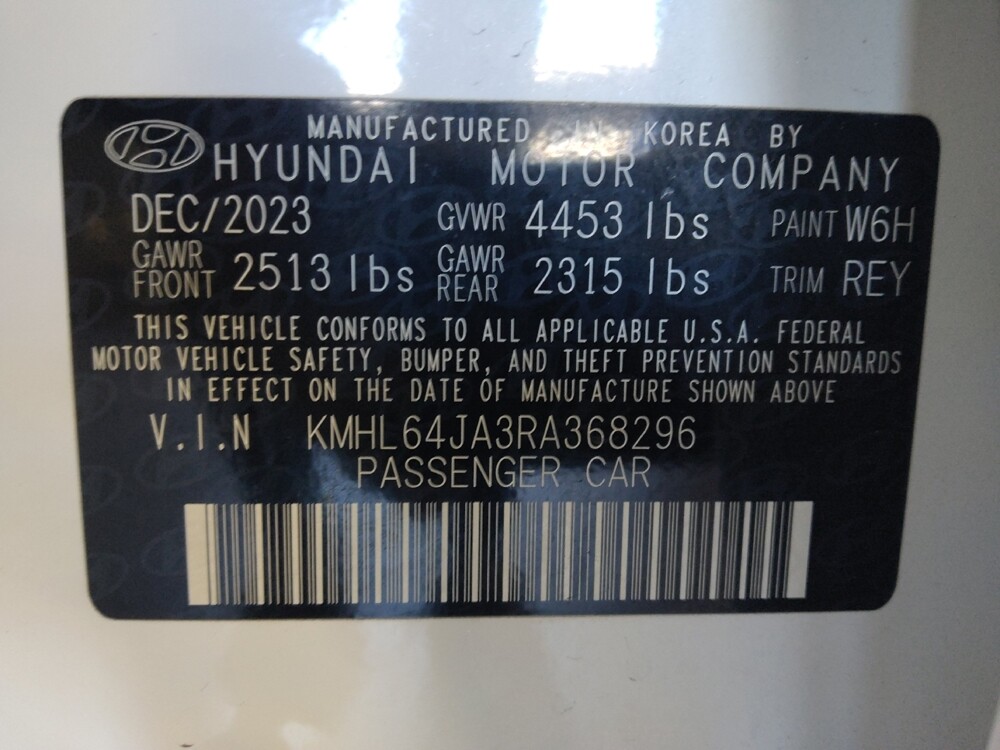 MANUFACTURED IN KOREA BY
HYUNDAI MOTOR COMPANY
DEC/2023 GVWR 4453 lbs PAINT W6H
GAWR FRONT 2513 lbs GAWR REAR 2315 lbs TRIM REY
THIS VEHICLE CONFORMS TO ALL APPLICABLE U.S.A. FEDERAL
MOTOR VEHICLE SAFETY, BUMPER, AND THEFT PREVENTION STANDARDS
IN EFFECT ON THE DATE OF MANUFACTURE SHOWN ABOVE
V.I.N KMHL64JA3RA368296
PASSENGER CAR